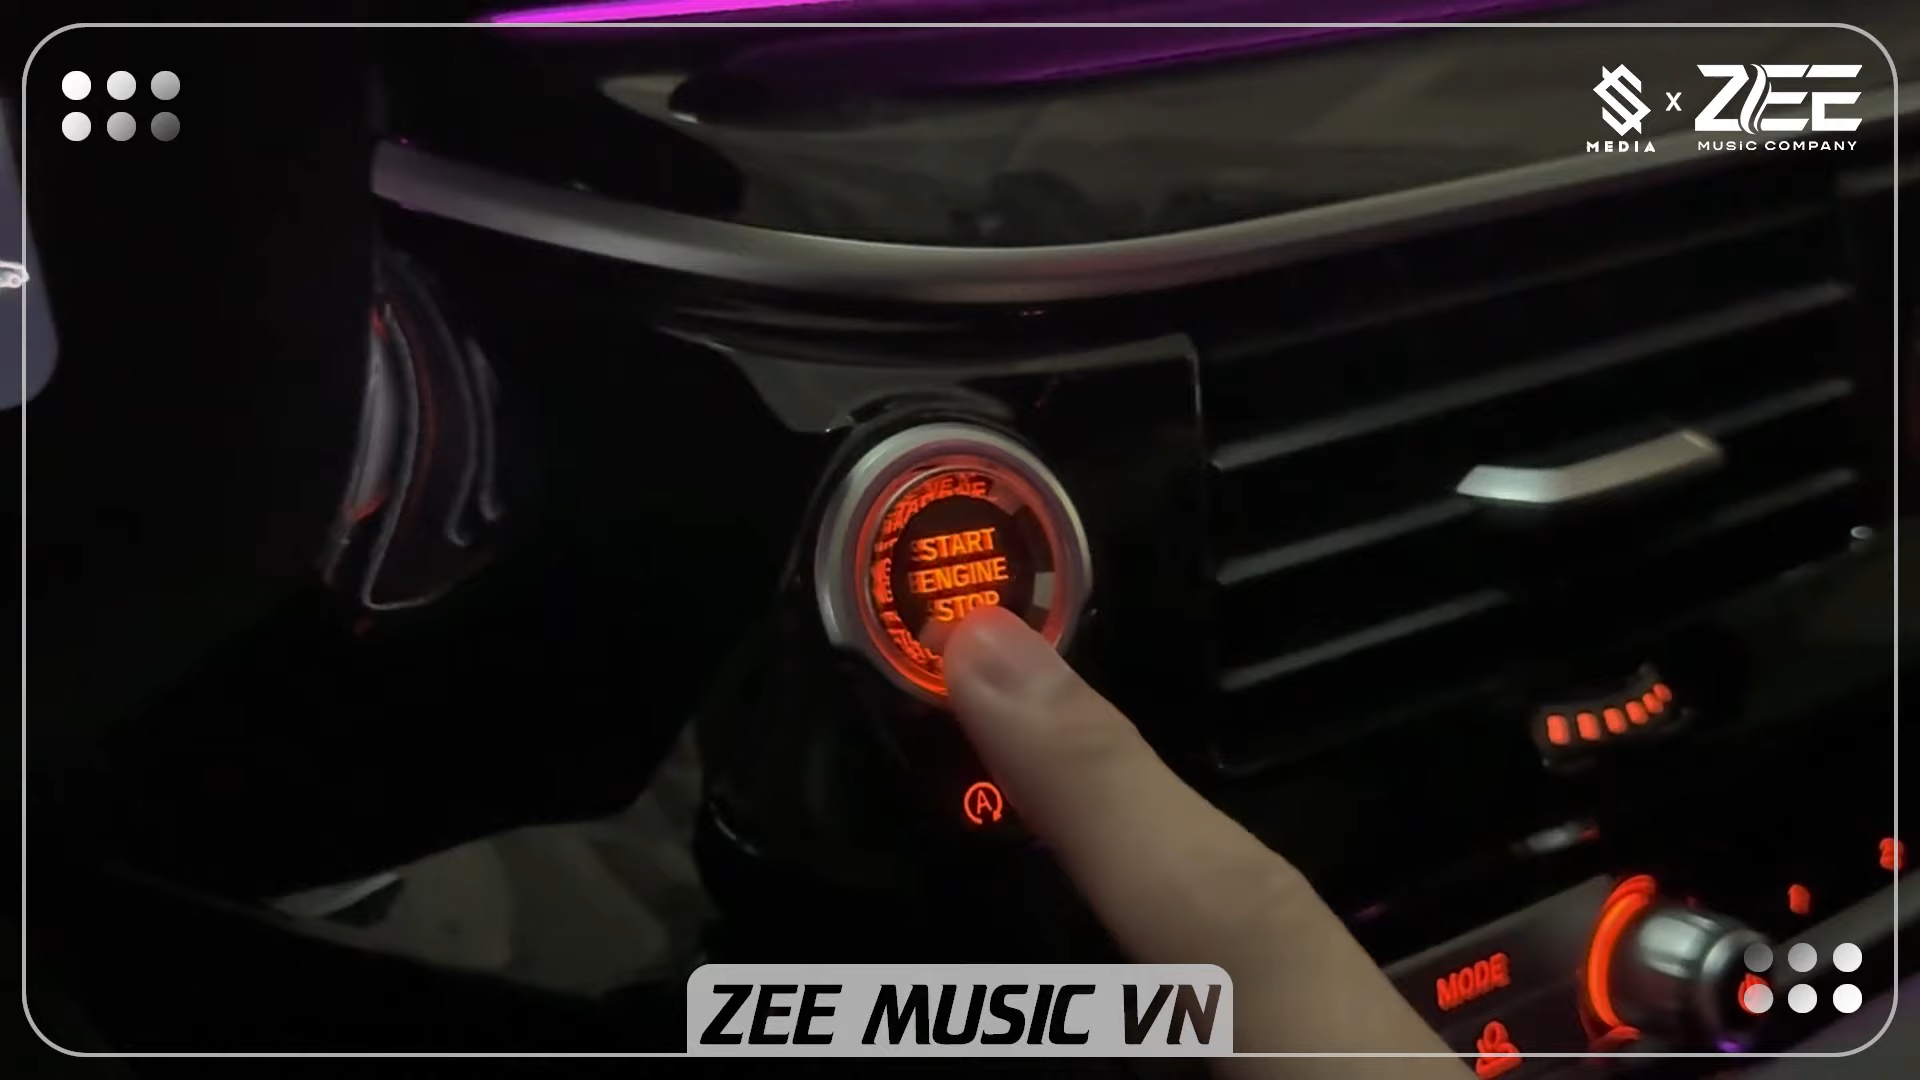 MEDIA
X
ZEE
MUSIC COMPANY
START
ENGINE
STOP
A
MODE
ZEE MUSIC VN